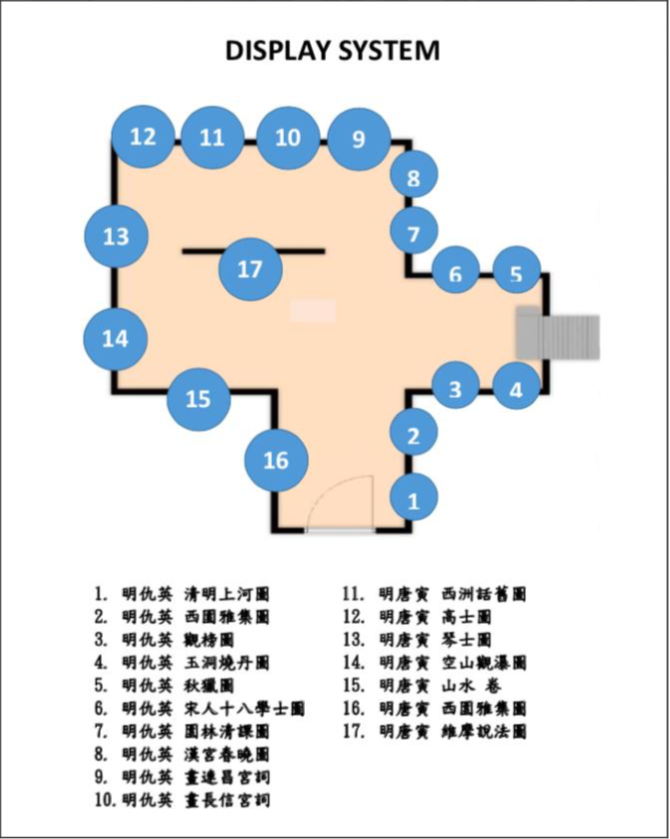 DISPLAY SYSTEM
12 11 10 9
8
13 7
17 6 5
14
15 3 4
2
16
1
1. 明仇英 清明上河圖
2. 明仇英 西園雅集圖
3. 明仇英 觀榜圖
4. 明仇英 玉洞燒丹圖
5. 明仇英 秋獵圖
6. 明仇英 宋人十八學士圖
7. 明仇英 園林清課圖
8. 明仇英 漢宮春曉圖
9. 明仇英 畫連昌宮詞
10. 明仇英 畫長信宮詞
11. 明唐寅 西洲話舊圖
12. 明唐寅 高士圖
13. 明唐寅 琴士圖
14. 明唐寅 空山觀瀑圖
15. 明唐寅 山水 卷
16. 明唐寅 西園雅集圖
17. 明唐寅 維摩說法圖